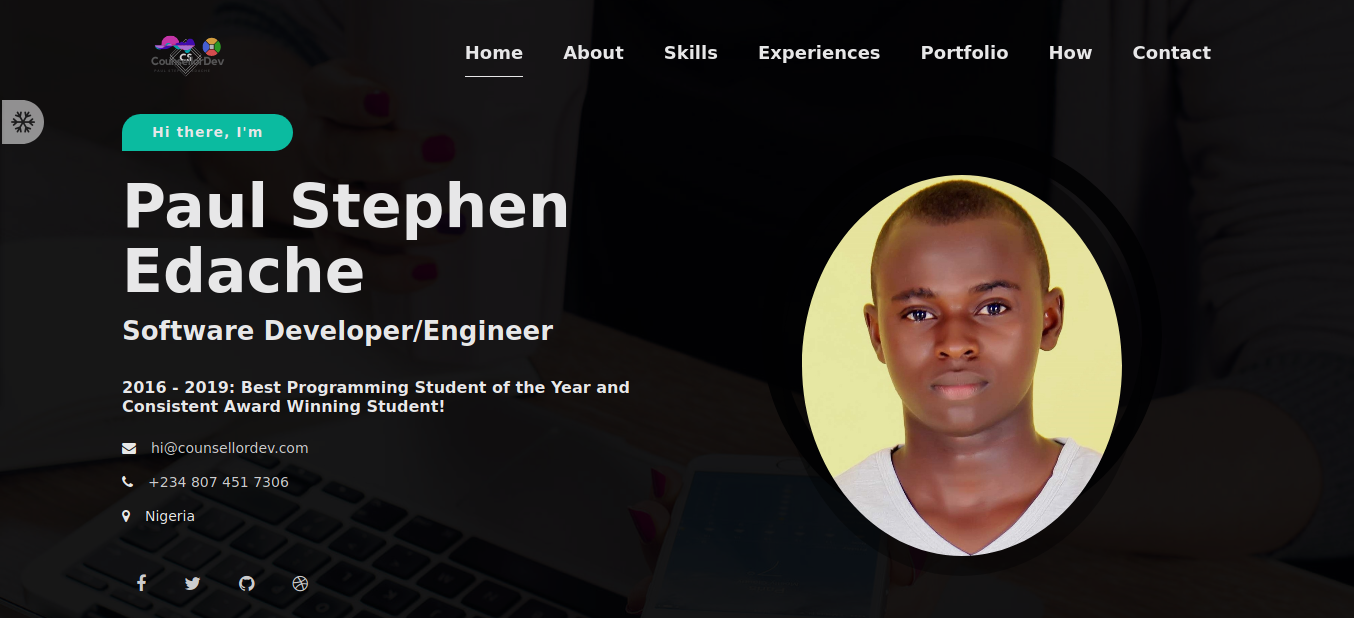 CS
CounsellorDev
Home About Skills Experiences Portfolio How Contact
Hi there, I'm
Paul Stephen
Edache
Software Developer/Engineer
2016 - 2019: Best Programming Student of the Year and
Consistent Award Winning Student!
hi@counsellordev.com
+234 807 451 7306
Nigeria